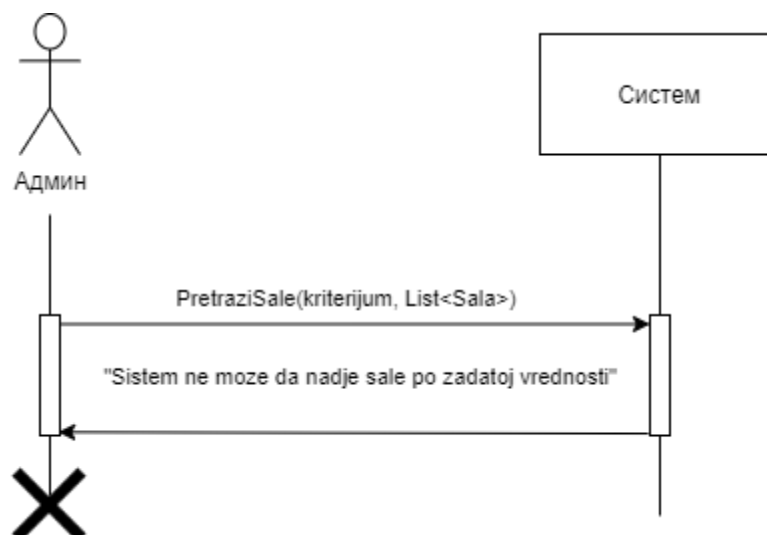 Систем
Админ
PretraziSale(kriterijum, List<Sala>)
"Sistem ne moze da nadje sale po zadatoj vrednosti"